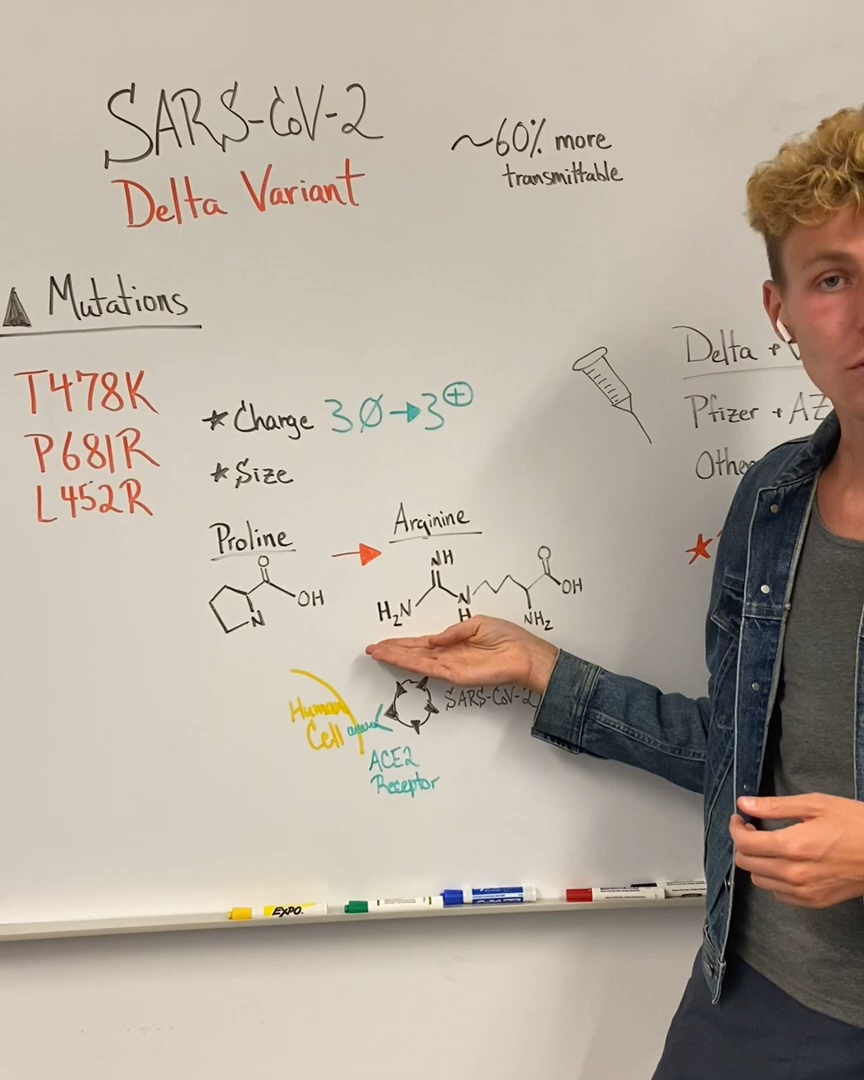 SARS-CoV-2
Delta Variant
~60% more
transmittable
▲ Mutations
T478K
P681R
L452R
★ Charge 3∅→3⊕
★ Size
Proline → Arginine
O
OH
N
NH
H₂N
N
H
O
OH
NH₂
Human
Cell
SARS-CoV-2
ACE2
Receptor
Delta +
Pfizer + AZ
EXPO.